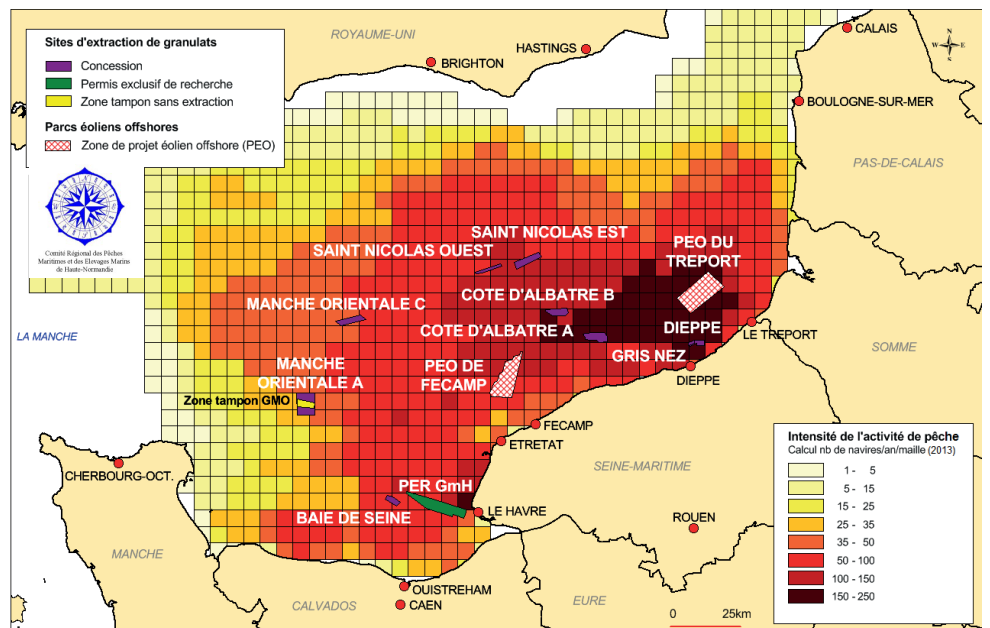 Sites d'extraction de granulats
Concession
Permis exclusif de recherche
Zone tampon sans extraction
Parcs éoliens offshores
Zone de projet éolien offshore (PEO)
Comité Régional des Pêches
Maritimes et des Elevages Marins
de Haute-Normandie
ROYAUME-UNI
HASTINGS
BRIGHTON
CALAIS
N
W E
S
BOULOGNE-SUR-MER
PAS-DE-CALAIS
SAINT NICOLAS EST
SAINT NICOLAS OUEST
PEO DU
TREPORT
COTE D'ALBATRE B
MANCHE ORIENTALE C
COTE D'ALBATRE A
DIEPPE
LA MANCHE
LE TREPORT
SOMME
GRIS NEZ
MANCHE
ORIENTALE A
PEO DE
FECAMP
DIEPPE
Zone tampon GMO
FECAMP
ETRETAT
CHERBOURG-OCT.
SEINE-MARITIME
PER GmH
BAIE DE SEINE
LE HAVRE
ROUEN
MANCHE
OUISTREHAM
CAEN
CALVADOS
EURE
0 25km
Intensité de l'activité de pêche
Calcul nb de navires/an/maille (2013)
1 - 5
5 - 15
15 - 25
25 - 35
35 - 50
50 - 100
100 - 150
150 - 250